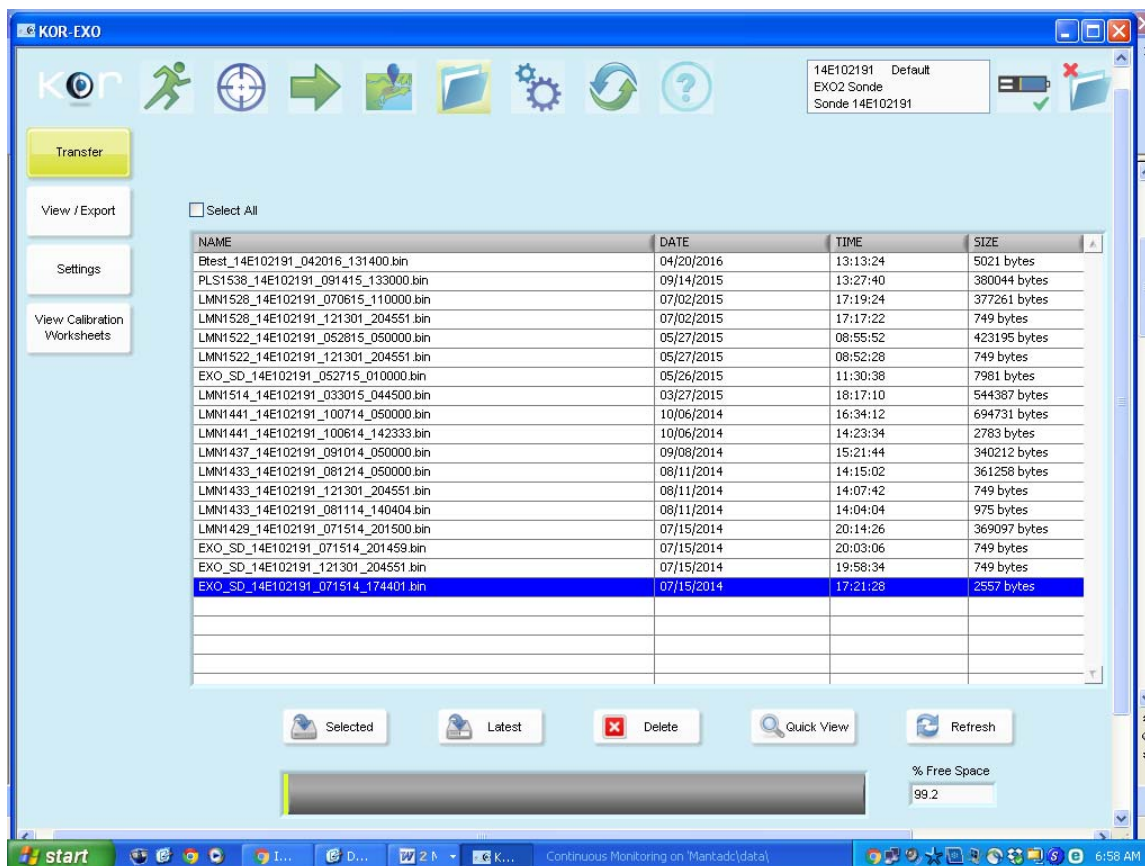 KOR-EXO
kor
14E102191 Default
EXO2 Sonde
Sonde 14E102191
Transfer
View / Export
Settings
View Calibration
Worksheets
Select All
NAME DATE TIME SIZE
Btest_14E102191_042016_131400.bin 04/20/2016 13:13:24 5021 bytes
PLS1538_14E102191_091415_133000.bin 09/14/2015 13:27:40 380044 bytes
LMN1528_14E102191_070615_110000.bin 07/02/2015 17:19:24 377261 bytes
LMN1528_14E102191_121301_204551.bin 07/02/2015 17:17:22 749 bytes
LMN1522_14E102191_052815_050000.bin 05/27/2015 08:55:52 423195 bytes
LMN1522_14E102191_121301_204551.bin 05/27/2015 08:52:28 749 bytes
EXO_SD_14E102191_052715_010000.bin 05/26/2015 11:30:38 7981 bytes
LMN1514_14E102191_033015_044500.bin 03/27/2015 18:17:10 544387 bytes
LMN1441_14E102191_100714_050000.bin 10/06/2014 16:34:12 694731 bytes
LMN1441_14E102191_100614_142333.bin 10/06/2014 14:23:34 2783 bytes
LMN1437_14E102191_091014_050000.bin 09/08/2014 15:21:44 340212 bytes
LMN1433_14E102191_081214_050000.bin 08/11/2014 14:15:02 361258 bytes
LMN1433_14E102191_121301_204551.bin 08/11/2014 14:07:42 749 bytes
LMN1433_14E102191_081114_140404.bin 08/11/2014 14:04:04 975 bytes
LMN1429_14E102191_071514_201500.bin 07/15/2014 20:14:26 369097 bytes
EXO_SD_14E102191_071514_201459.bin 07/15/2014 20:03:06 749 bytes
EXO_SD_14E102191_121301_204551.bin 07/15/2014 19:58:34 749 bytes
EXO_SD_14E102191_071514_174401.bin 07/15/2014 17:21:28 2557 bytes
Selected Latest Delete Quick View Refresh
% Free Space
99.2
start I... D... 2 K... Continuous Monitoring on 'Mantadc\data\ 6:58 AM